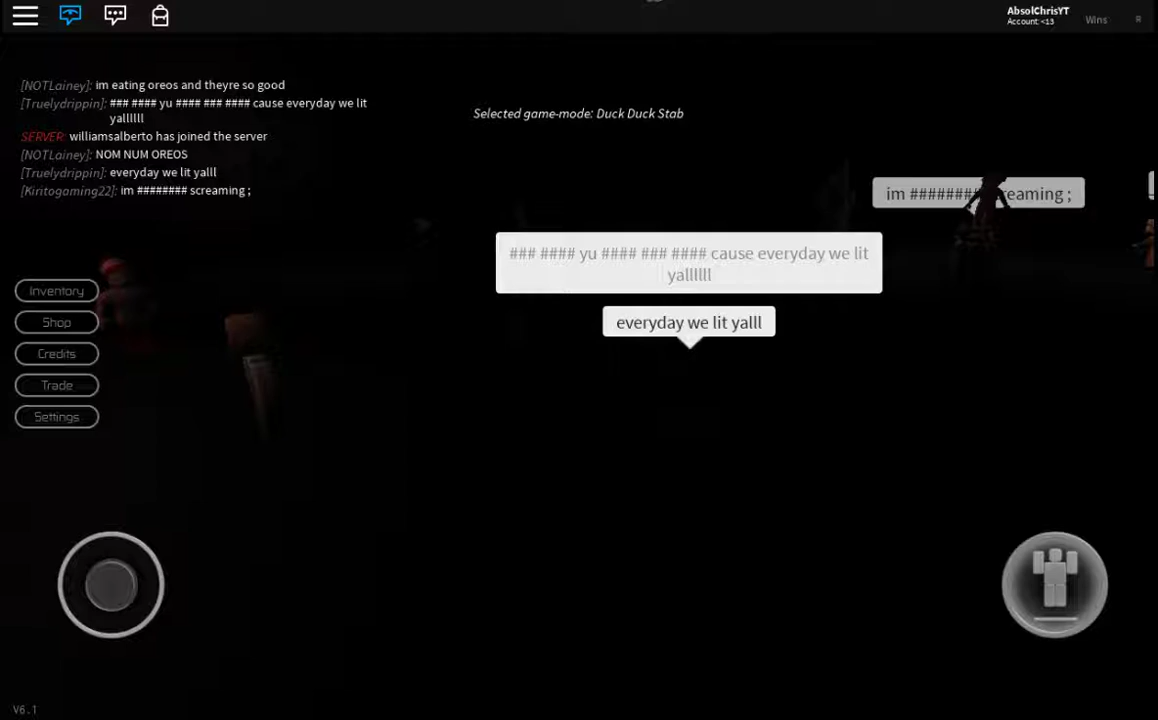 AbsolChrisYT
Account: <13
Wins
R
[NOTLainey]: im eating oreos and theyre so good
[Truelydrippin]: ### #### yu #### ### #### cause everyday we lit
yallllll
SERVER: williamsalberto has joined the server
[NOTLainey]: NOM NUM OREOS
[Truelydrippin]: everyday we lit yalll
[Kiritogaming22]: im ######## screaming ;
Selected game-mode: Duck Duck Stab
im ######## screaming ;
### #### yu #### ### #### cause everyday we lit
yallllll
everyday we lit yalll
Inventory
Shop
Credits
Trade
Settings
V6.1